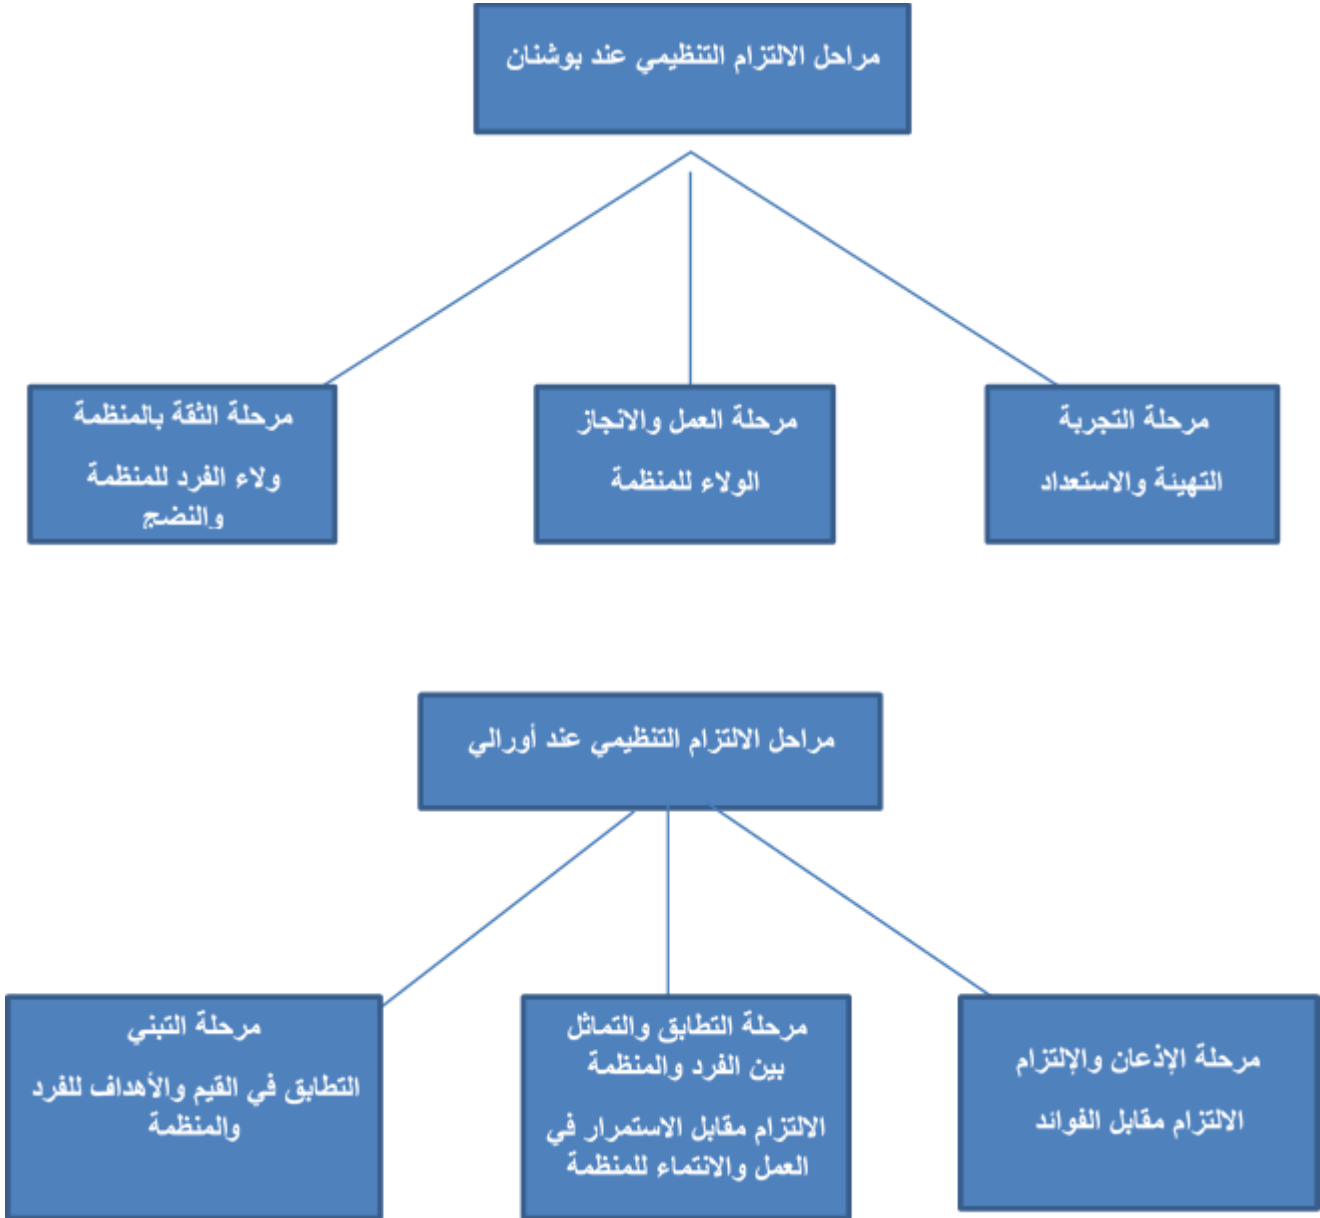 مراحل الالتزام التنظيمي عند بوشنان
مرحلة التجربة
التهيئة والاستعداد
مرحلة العمل والانجاز
الولاء للمنظمة
مرحلة الثقة بالمنظمة
ولاء الفرد للمنظمة
والنضج
مراحل الالتزام التنظيمي عند أورالي
مرحلة الإذعان والإلتزام
الالتزام مقابل الفوائد
مرحلة التطابق والتماثل
بين الفرد والمنظمة
الالتزام مقابل الاستمرار في
العمل والانتماء للمنظمة
مرحلة التبني
التطابق في القيم والأهداف للفرد
والمنظمة